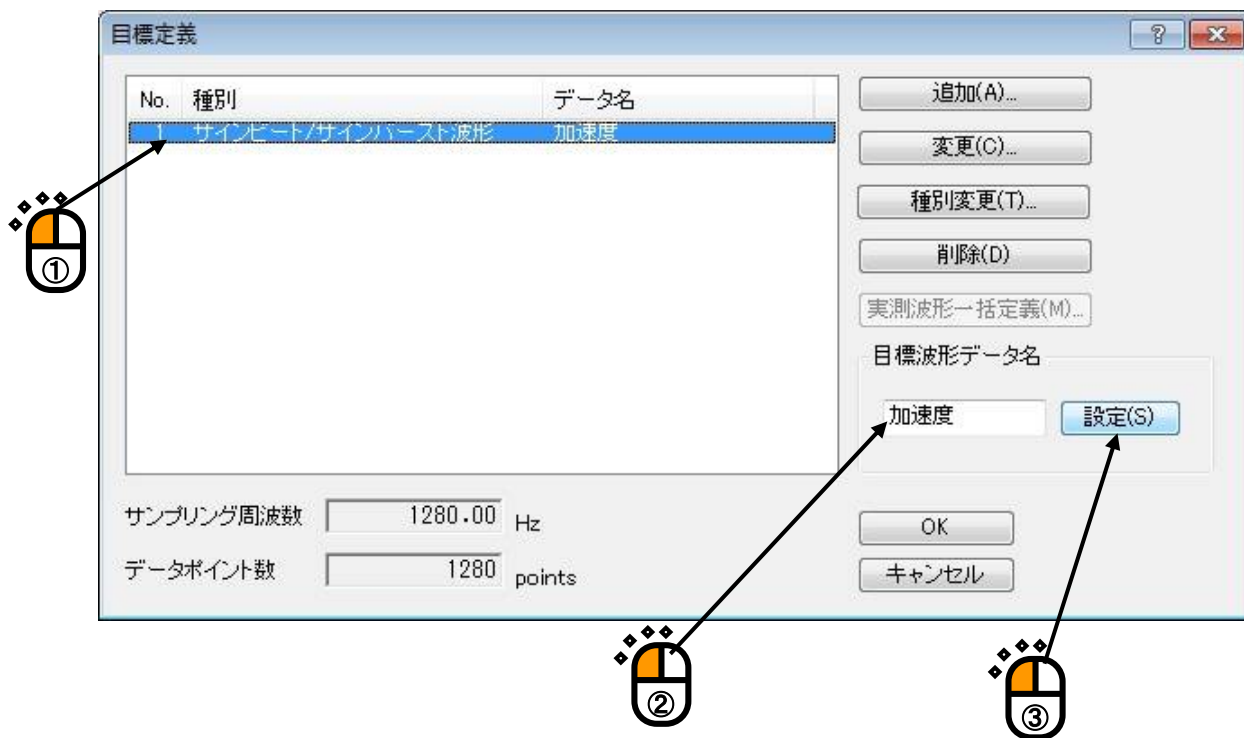 目標定義
No. 種別 データ名
1 サインビート/サインバースト波形 加速度
追加(A)...
変更(C)...
種別変更(T)...
削除(D)
実測波形一括定義(M)...
目標波形データ名
加速度 設定(S)
サンプリング周波数 1280.00 Hz
データポイント数 1280 points
OK
キャンセル
①
②
③